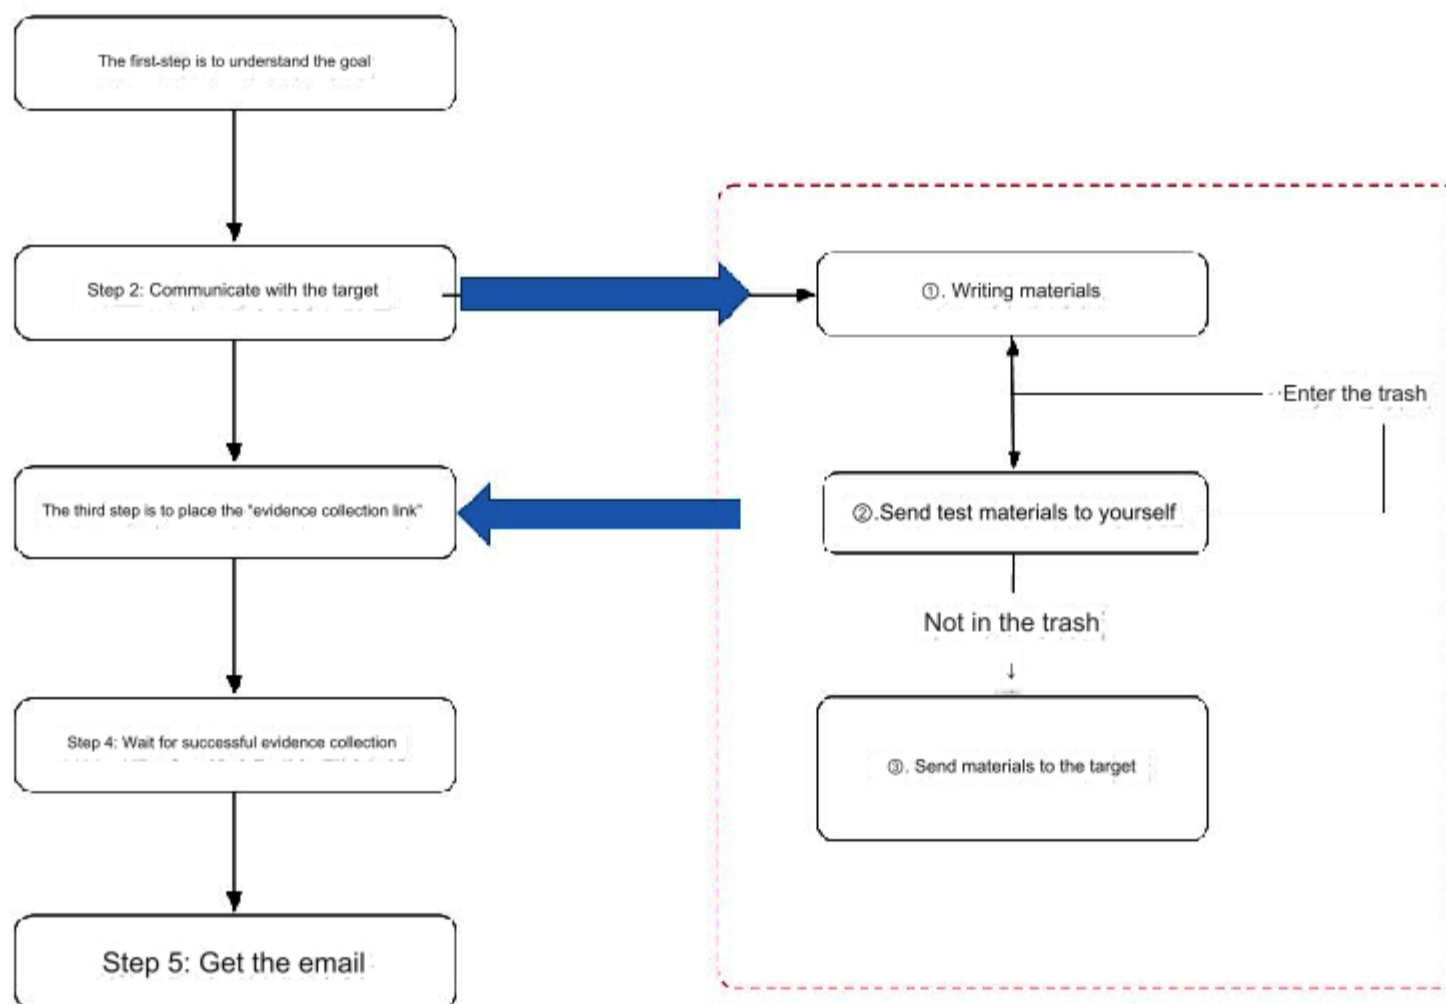 The first-step is to understand the goal
Step 2: Communicate with the target
①. Writing materials
Enter the trash
The third step is to place the "evidence collection link"
②.Send test materials to yourself
Not in the trash
Step 4: Wait for successful evidence collection
③. Send materials to the target
Step 5: Get the email